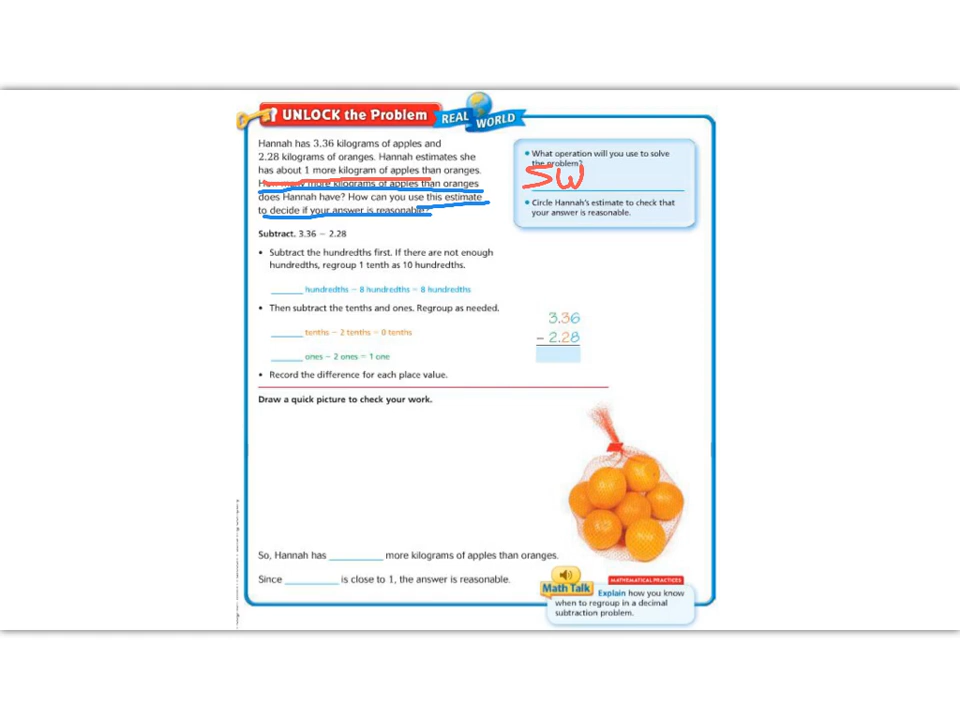 UNLOCK the Problem REAL WORLD
Hannah has 3.36 kilograms of apples and
2.28 kilograms of oranges. Hannah estimates she
has about 1 more kilogram of apples than oranges.
How many more kilograms of apples than oranges
does Hannah have? How can you use this estimate
to decide if your answer is reasonable?
• What operation will you use to solve
the problem?
SW
• Circle Hannah's estimate to check that
your answer is reasonable.
Subtract. 3.36 − 2.28
• Subtract the hundredths first. If there are not enough
hundredths, regroup 1 tenth as 10 hundredths.
______ hundredths − 8 hundredths = 8 hundredths
• Then subtract the tenths and ones. Regroup as needed.
______ tenths − 2 tenths = 0 tenths
______ ones − 2 ones = 1 one
3.36
− 2.28
• Record the difference for each place value.
Draw a quick picture to check your work.
So, Hannah has __________ more kilograms of apples than oranges.
Since __________ is close to 1, the answer is reasonable.
Math Talk
MATHEMATICAL PRACTICES
Explain how you know
when to regroup in a decimal
subtraction problem.